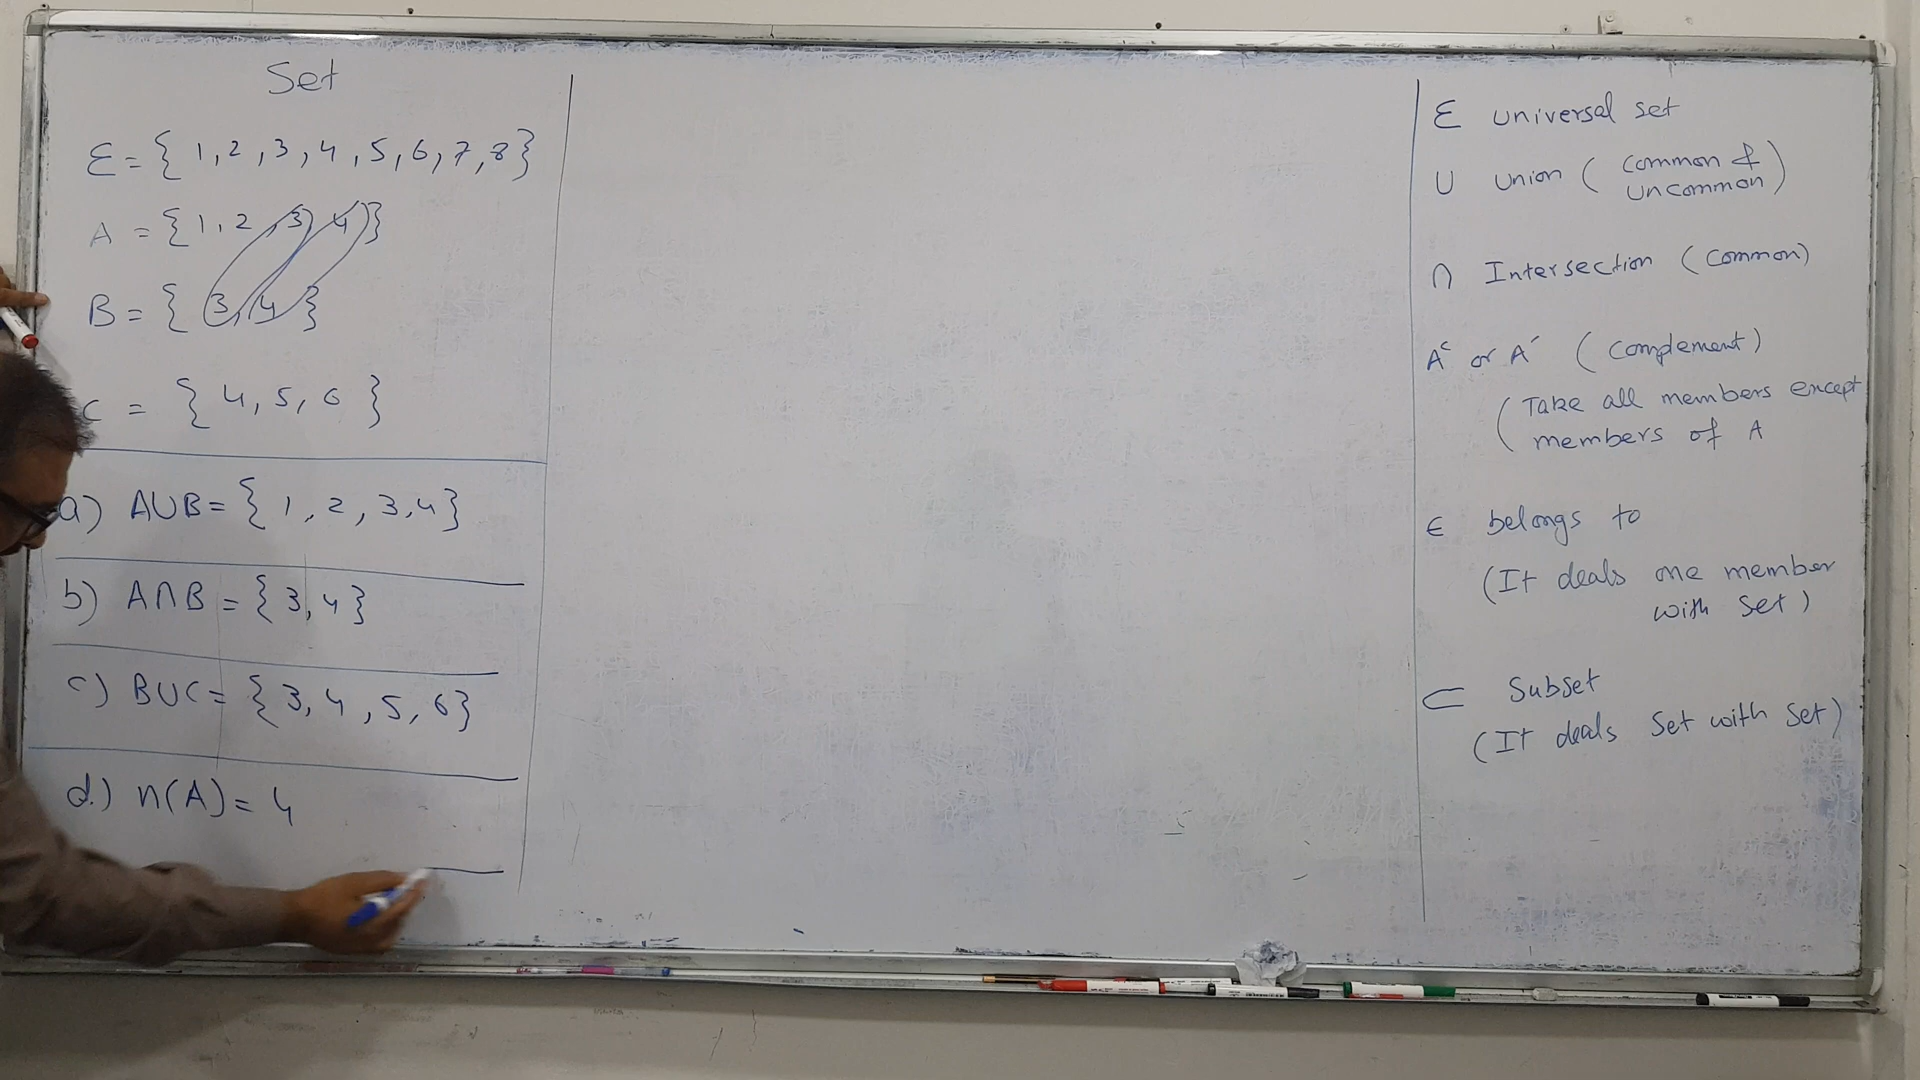 Set
Ɛ = { 1, 2, 3, 4, 5, 6, 7, 8 }
A = { 1, 2, 3, 4 }
B = { 3, 4 }
C = { 4, 5, 6 }
a) A∪B = { 1, 2, 3, 4 }
b) A∩B = { 3, 4 }
c) B∪C = { 3, 4, 5, 6 }
d.) n(A) = 4
Ɛ universal set
∪ union ( common &
uncommon )
∩ Intersection ( common )
Aᶜ or A′ ( complement )
( Take all members except
members of A
∈ belongs to
( It deals one member
with set )
⊂ Subset
( It deals set with set )